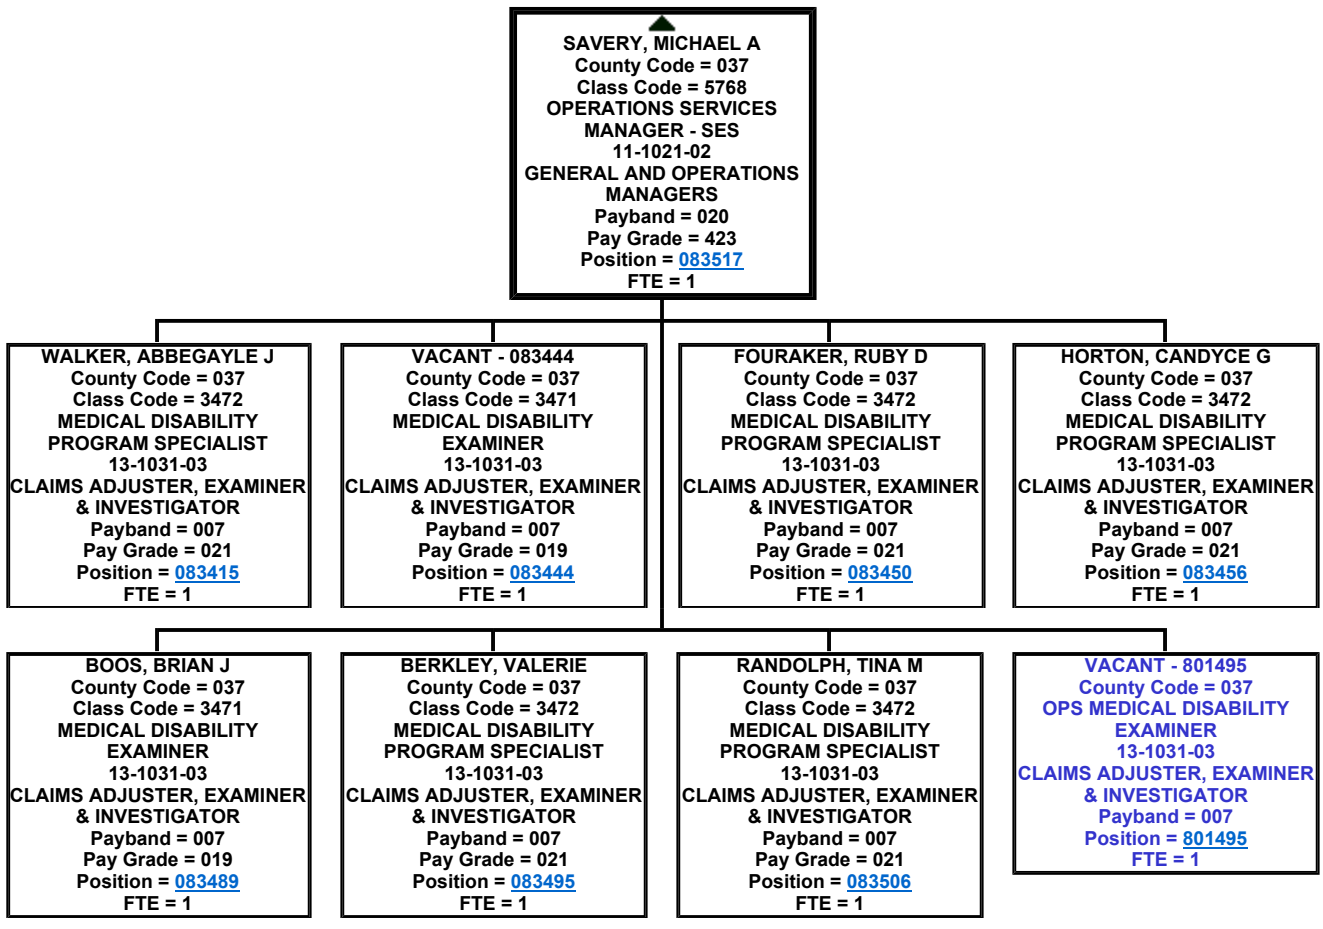 SAVERY, MICHAEL A
County Code = 037
Class Code = 5768
OPERATIONS SERVICES
MANAGER - SES
11-1021-02
GENERAL AND OPERATIONS
MANAGERS
Payband = 020
Pay Grade = 423
Position = 083517
FTE = 1
WALKER, ABBEGAYLE J
County Code = 037
Class Code = 3472
MEDICAL DISABILITY
PROGRAM SPECIALIST
13-1031-03
CLAIMS ADJUSTER, EXAMINER
& INVESTIGATOR
Payband = 007
Pay Grade = 021
Position = 083415
FTE = 1
VACANT - 083444
County Code = 037
Class Code = 3471
MEDICAL DISABILITY
EXAMINER
13-1031-03
CLAIMS ADJUSTER, EXAMINER
& INVESTIGATOR
Payband = 007
Pay Grade = 019
Position = 083444
FTE = 1
FOURAKER, RUBY D
County Code = 037
Class Code = 3472
MEDICAL DISABILITY
PROGRAM SPECIALIST
13-1031-03
CLAIMS ADJUSTER, EXAMINER
& INVESTIGATOR
Payband = 007
Pay Grade = 021
Position = 083450
FTE = 1
HORTON, CANDYCE G
County Code = 037
Class Code = 3472
MEDICAL DISABILITY
PROGRAM SPECIALIST
13-1031-03
CLAIMS ADJUSTER, EXAMINER
& INVESTIGATOR
Payband = 007
Pay Grade = 021
Position = 083456
FTE = 1
BOOS, BRIAN J
County Code = 037
Class Code = 3471
MEDICAL DISABILITY
EXAMINER
13-1031-03
CLAIMS ADJUSTER, EXAMINER
& INVESTIGATOR
Payband = 007
Pay Grade = 019
Position = 083489
FTE = 1
BERKLEY, VALERIE
County Code = 037
Class Code = 3472
MEDICAL DISABILITY
PROGRAM SPECIALIST
13-1031-03
CLAIMS ADJUSTER, EXAMINER
& INVESTIGATOR
Payband = 007
Pay Grade = 021
Position = 083495
FTE = 1
RANDOLPH, TINA M
County Code = 037
Class Code = 3472
MEDICAL DISABILITY
PROGRAM SPECIALIST
13-1031-03
CLAIMS ADJUSTER, EXAMINER
& INVESTIGATOR
Payband = 007
Pay Grade = 021
Position = 083506
FTE = 1
VACANT - 801495
County Code = 037
OPS MEDICAL DISABILITY
EXAMINER
13-1031-03
CLAIMS ADJUSTER, EXAMINER
& INVESTIGATOR
Payband = 007
Position = 801495
FTE = 1